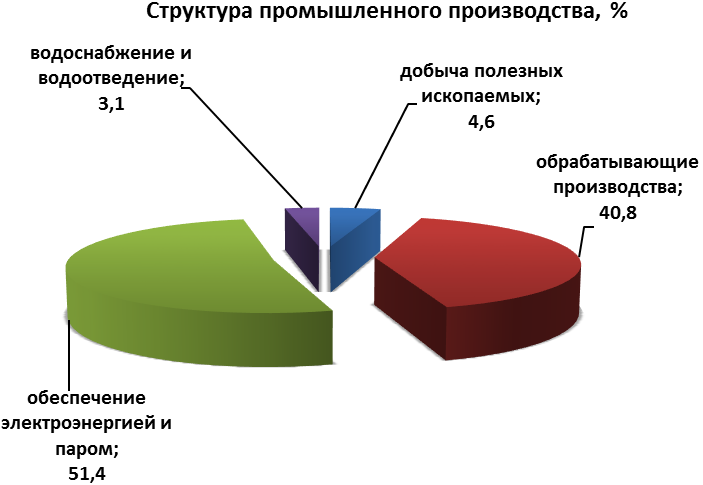 Структура промышленного производства, %
водоснабжение и
водоотведение;
3,1
добыча полезных
ископаемых;
4,6
обрабатывающие
производства;
40,8
обеспечение
электроэнергией и
паром;
51,4